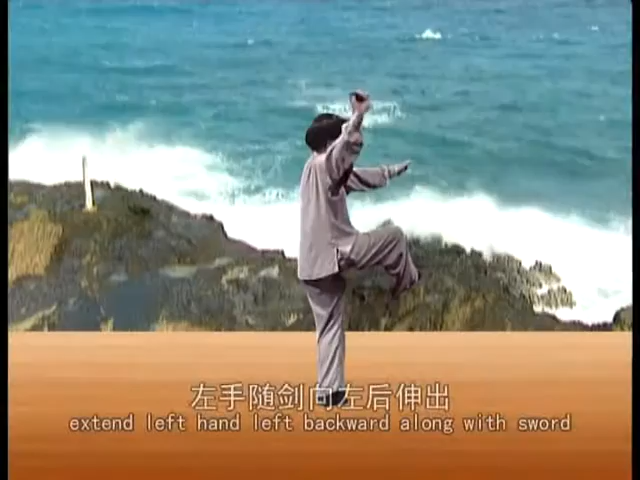 左手随剑向左后伸出
extend left hand left backward along with sword